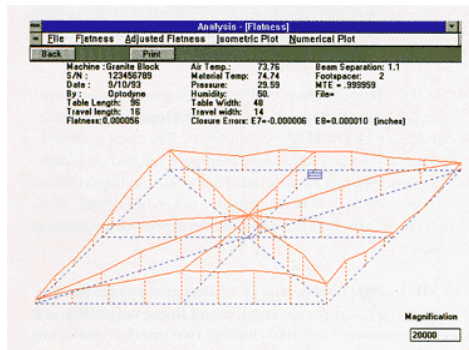 Analysis - [Flatness]
File Flatness Adjusted Flatness Isometric Plot Numerical Plot
Back Print
Machine : Granite Block Air Temp.: 73.76 Beam Separation: 1.1
S/N : 123456789 Material Temp: 74.74 Footspacer: 2
Date : 9/10/93 Pressure: 29.59 MTE = .999959
By : Optodyne Humidity: 50. File=
Table Length: 96 Table Width: 48
Travel length: 16 Travel width: 14
Flatness:0.000056 Closure Errors: E7=-0.000006 E8=0.000010 (inches)
Magnification
20000